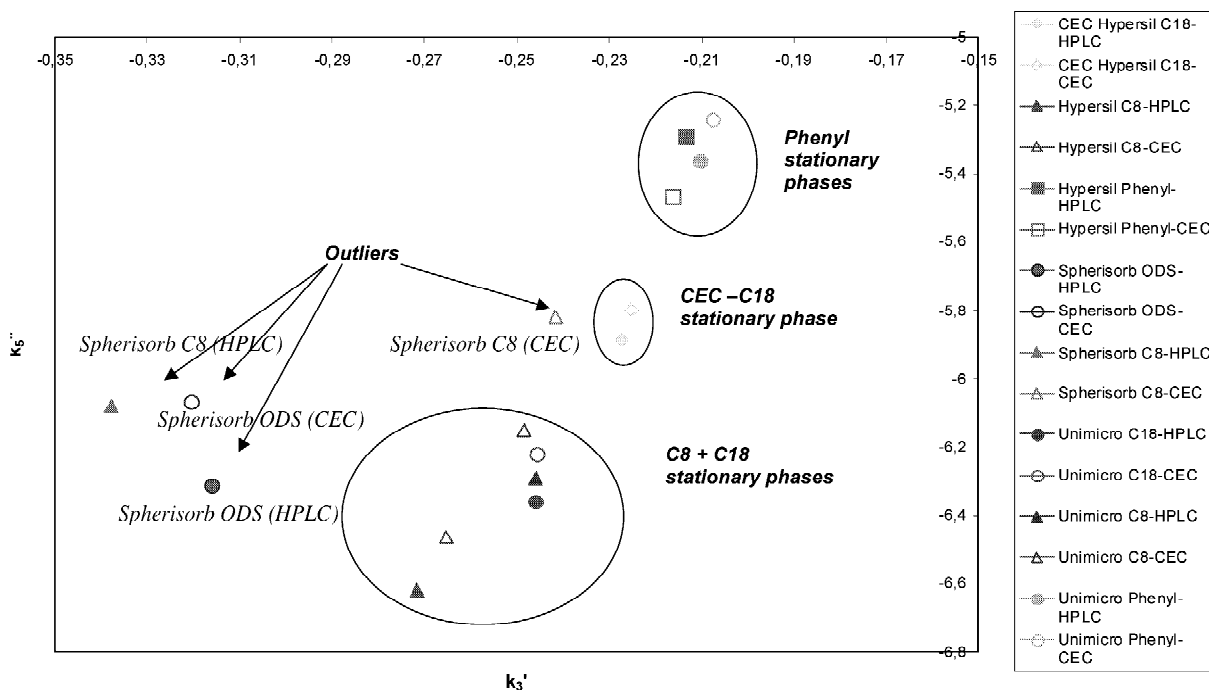 -5
-0,35 -0,33 -0,31 -0,29 -0,27 -0,25 -0,23 -0,21 -0,19 -0,17 -0,15
-5,2
-5,4
-5,6
-5,8
-6
-6,2
-6,4
-6,6
-6,8
k5''
k3'
Phenyl
stationary
phases
Outliers
CEC –C18
stationary phase
Spherisorb C8 (HPLC)
Spherisorb C8 (CEC)
Spherisorb ODS (CEC)
C8 + C18
stationary phases
Spherisorb ODS (HPLC)
CEC Hypersil C18-
HPLC
CEC Hypersil C18-
CEC
Hypersil C8-HPLC
Hypersil C8-CEC
Hypersil Phenyl-
HPLC
Hypersil Phenyl-CEC
Spherisorb ODS-
HPLC
Spherisorb ODS-
CEC
Spherisorb C8-HPLC
Spherisorb C8-CEC
Unimicro C18-HPLC
Unimicro C18-CEC
Unimicro C8-HPLC
Unimicro C8-CEC
Unimicro Phenyl-
HPLC
Unimicro Phenyl-
CEC